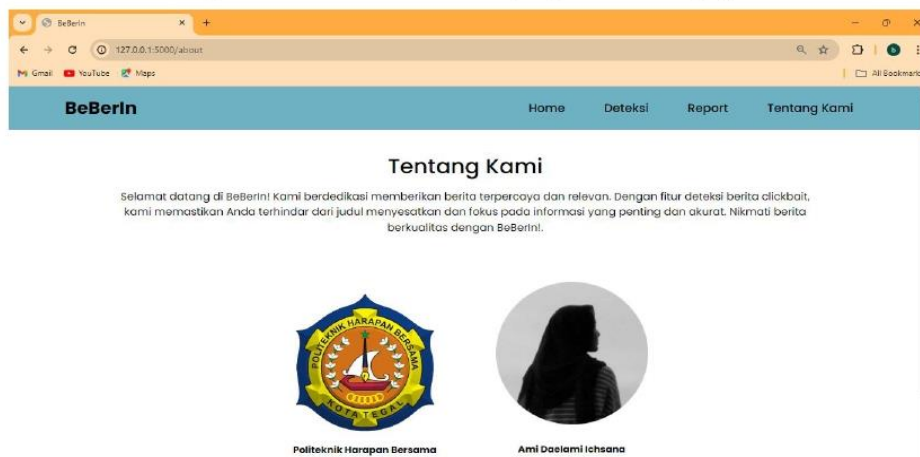 BeBerIn
127.0.0.1:5000/about
Gmail YouTube Maps
All Bookmarks
BeBerIn
Home Deteksi Report Tentang Kami
Tentang Kami
Selamat datang di BeBerIn! Kami berdedikasi memberikan berita terpercaya dan relevan. Dengan fitur deteksi berita clickbait,
kami memastikan Anda terhindar dari judul menyesatkan dan fokus pada informasi yang penting dan akurat. Nikmati berita
berkualitas dengan BeBerIn!.
POLITEKNIK HARAPAN BERSAMA
KOTA TEGAL
Politeknik Harapan Bersama
Ami Daelami Ichsana